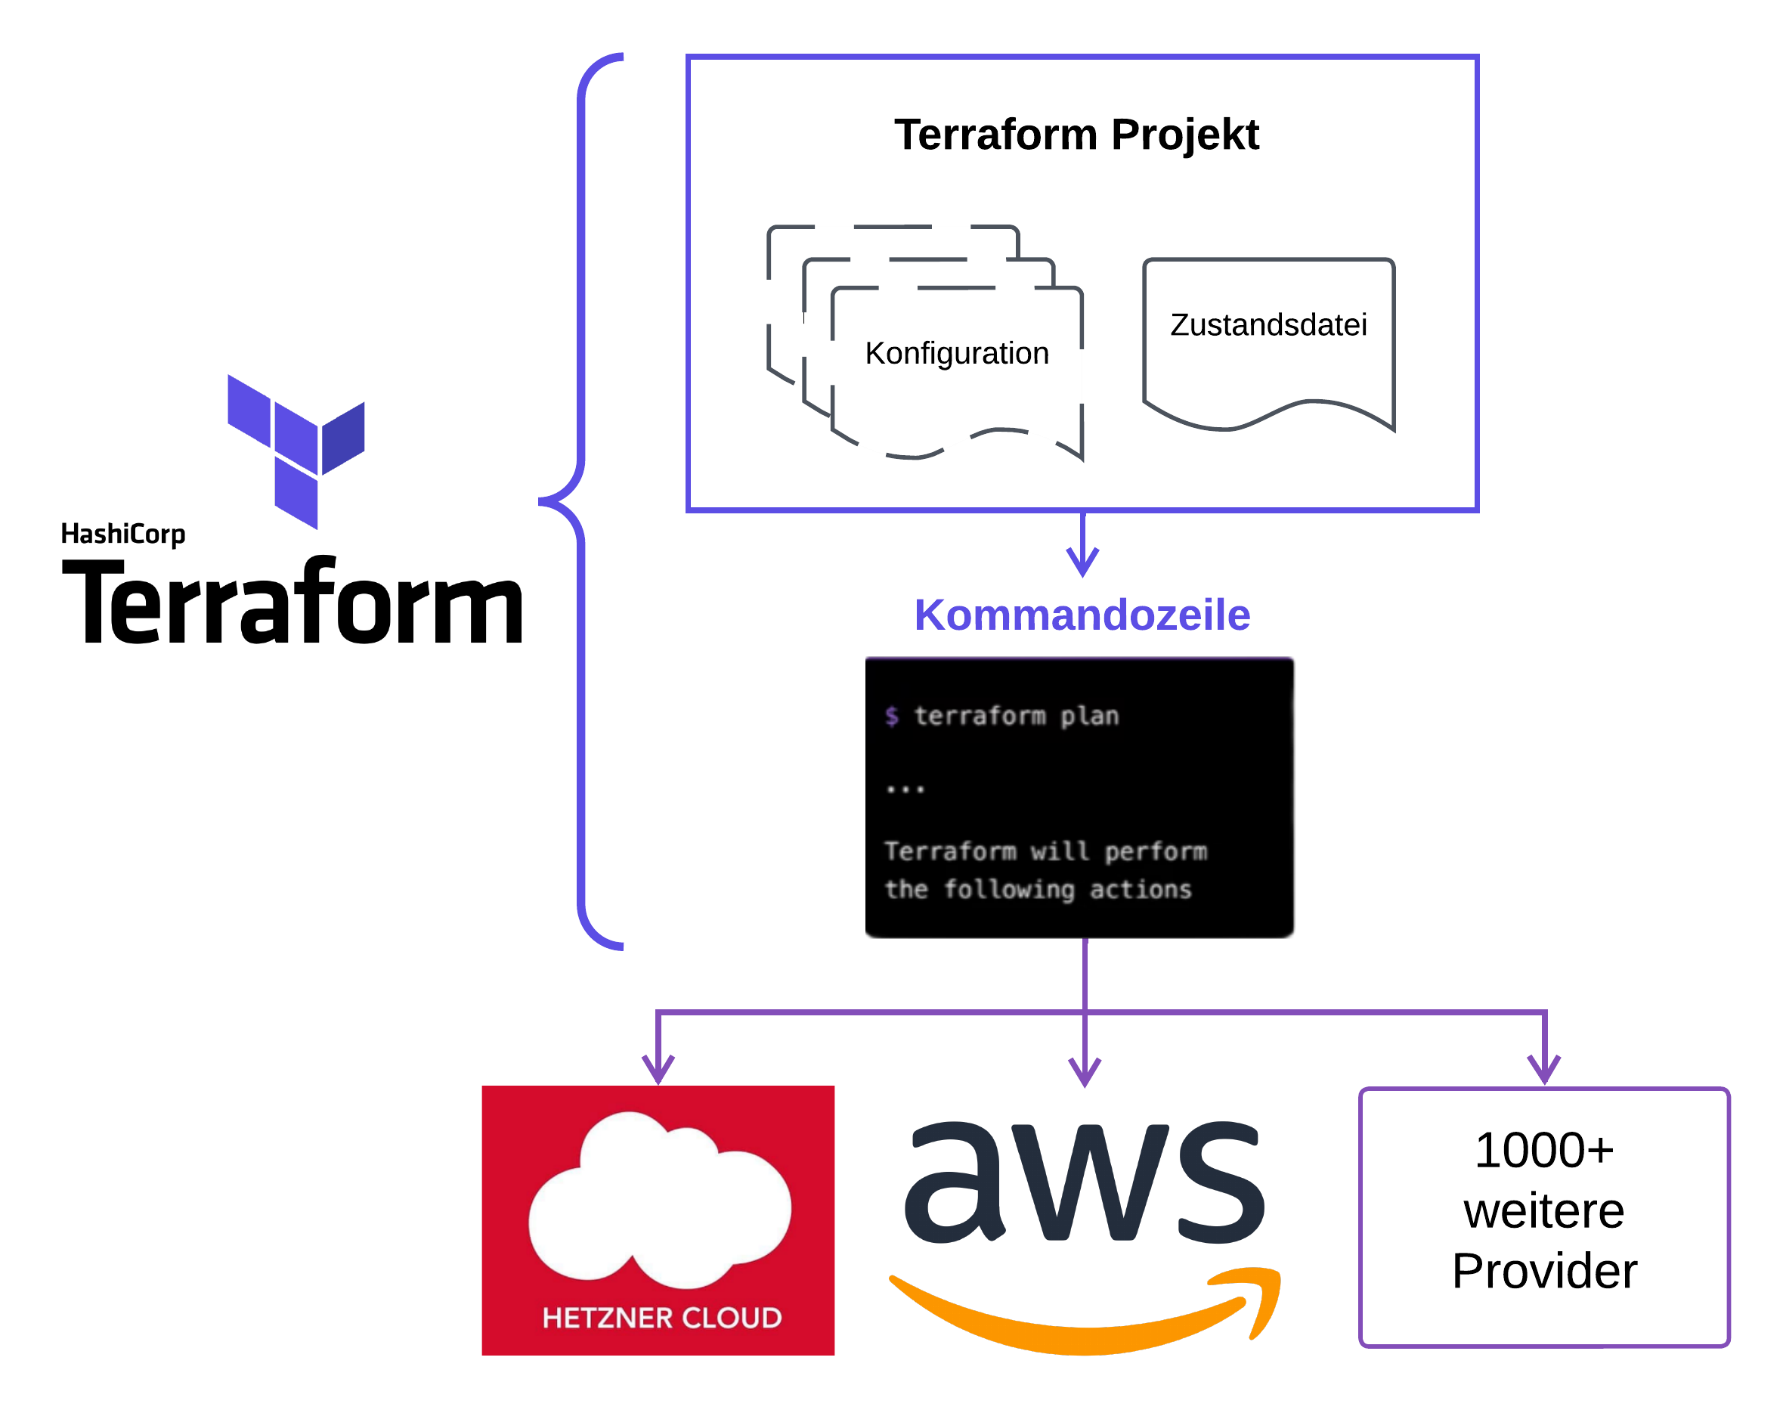 Terraform Projekt
Konfiguration
Zustandsdatei
HashiCorp
Terraform
Kommandozeile
$ terraform plan
...
Terraform will perform
the following actions
HETZNER CLOUD
aws
1000+
weitere
Provider